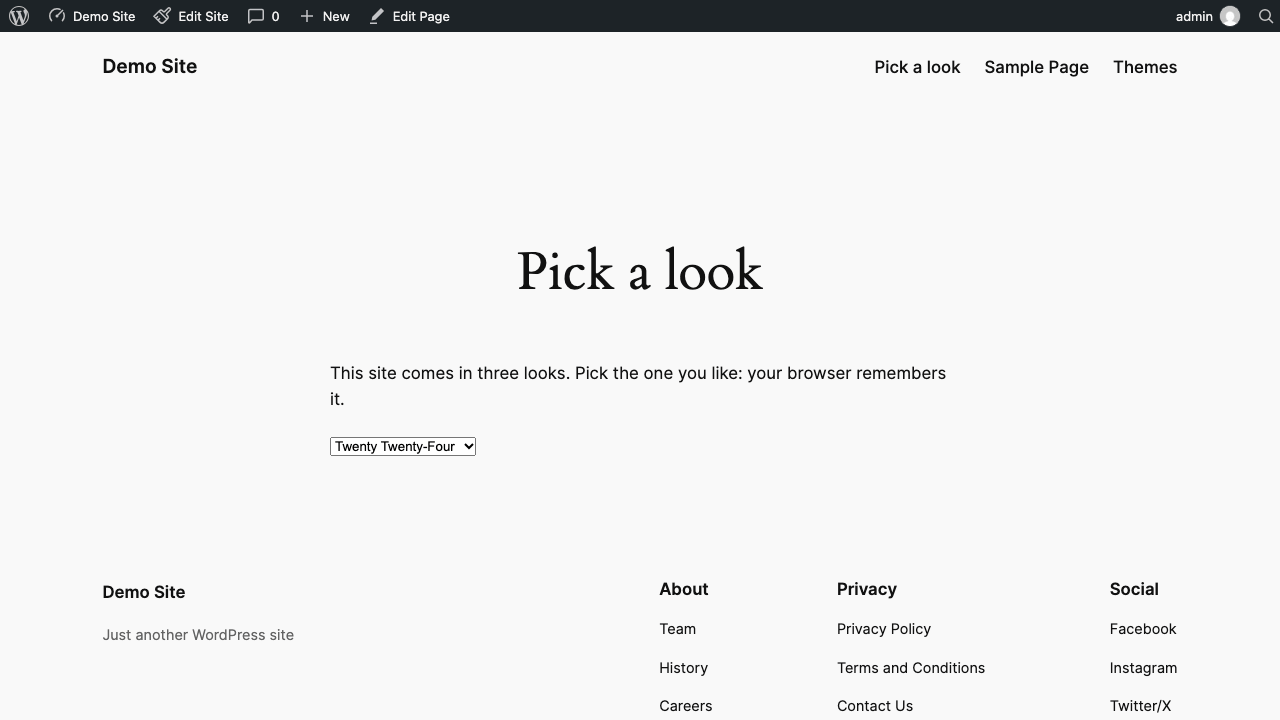 Demo Site Edit Site 0 New Edit Page admin
Demo Site
Pick a look Sample Page Themes
Pick a look
This site comes in three looks. Pick the one you like: your browser remembers
it.
Twenty Twenty-Four
Demo Site
Just another WordPress site
About
Team
History
Careers
Privacy
Privacy Policy
Terms and Conditions
Contact Us
Social
Facebook
Instagram
Twitter/X